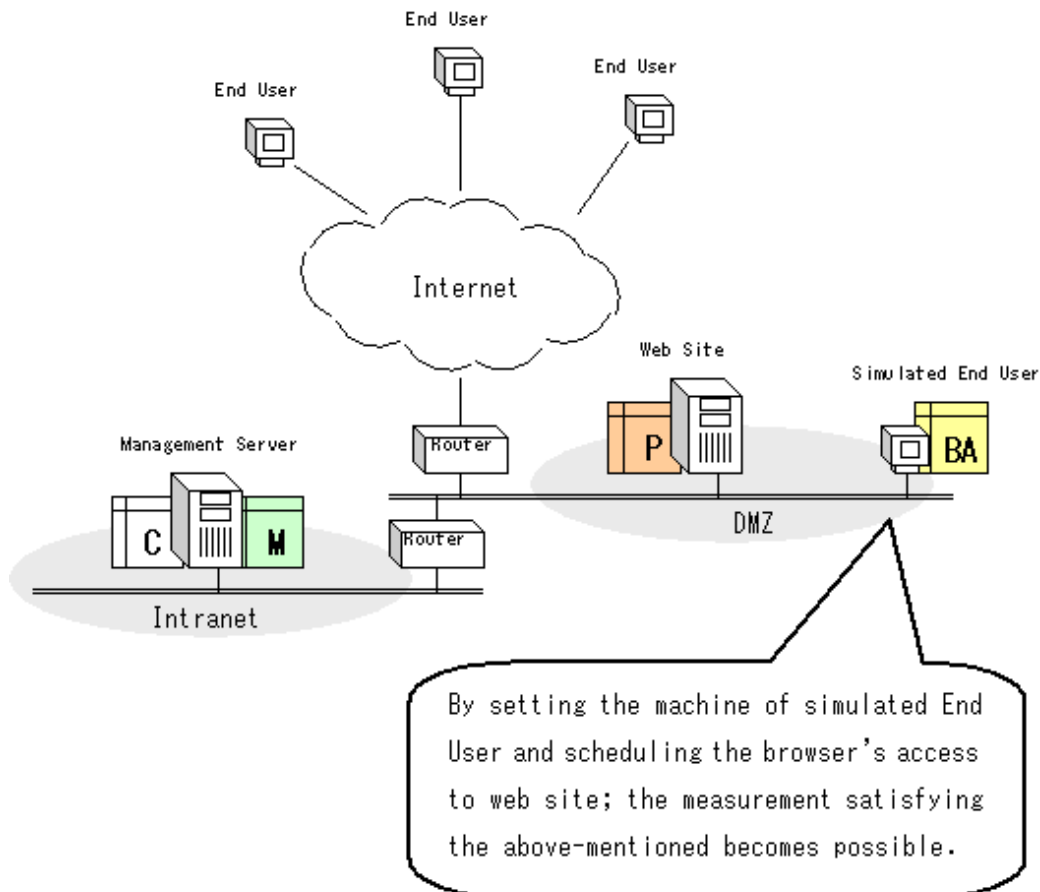 End User
End User
End User
Internet
Web Site
Simulated End User
P
BA
Router
Management Server
C
M
Router
DMZ
Intranet
By setting the machine of simulated End
User and scheduling the browser's access
to web site; the measurement satisfying
the above-mentioned becomes possible.